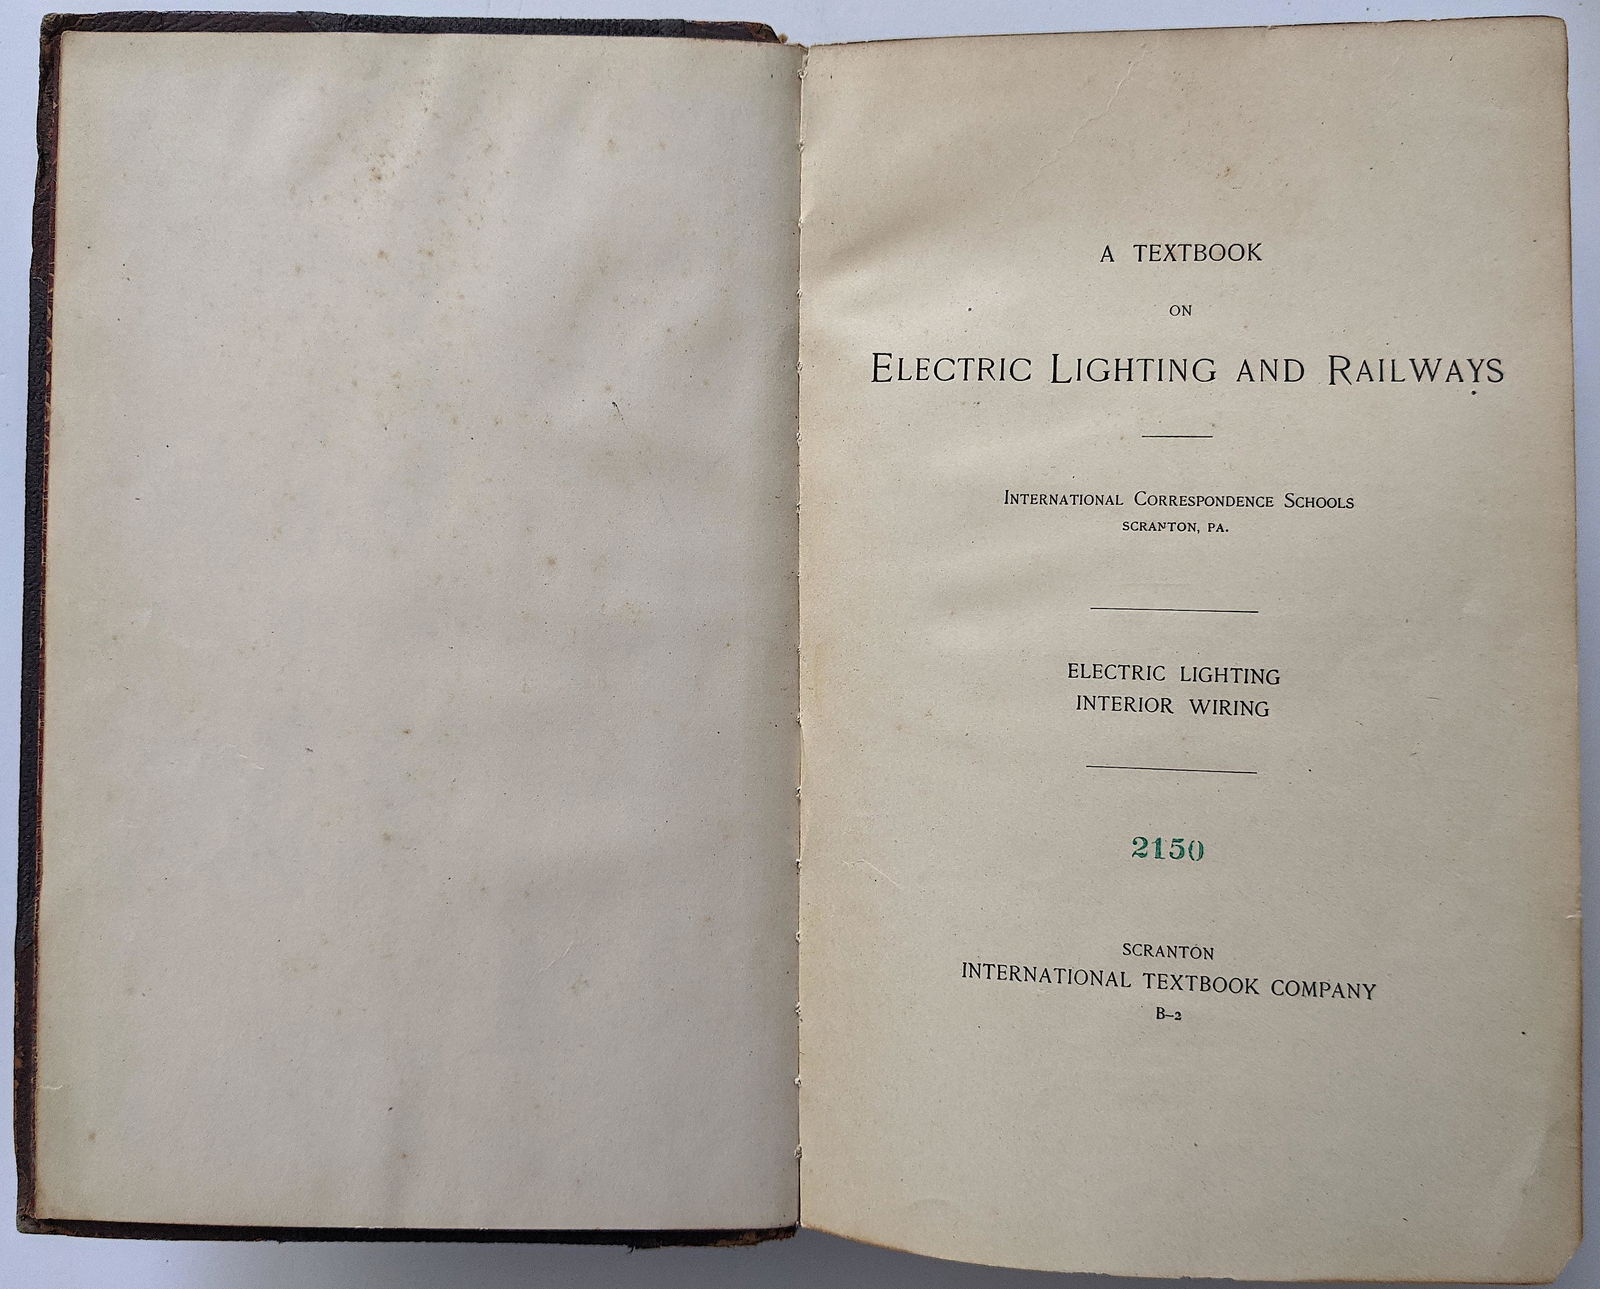 A TEXTBOOK
ON
ELECTRIC LIGHTING AND RAILWAYS
INTERNATIONAL CORRESPONDENCE SCHOOLS
SCRANTON, PA.
ELECTRIC LIGHTING
INTERIOR WIRING
2150
SCRANTON
INTERNATIONAL TEXTBOOK COMPANY
B-2